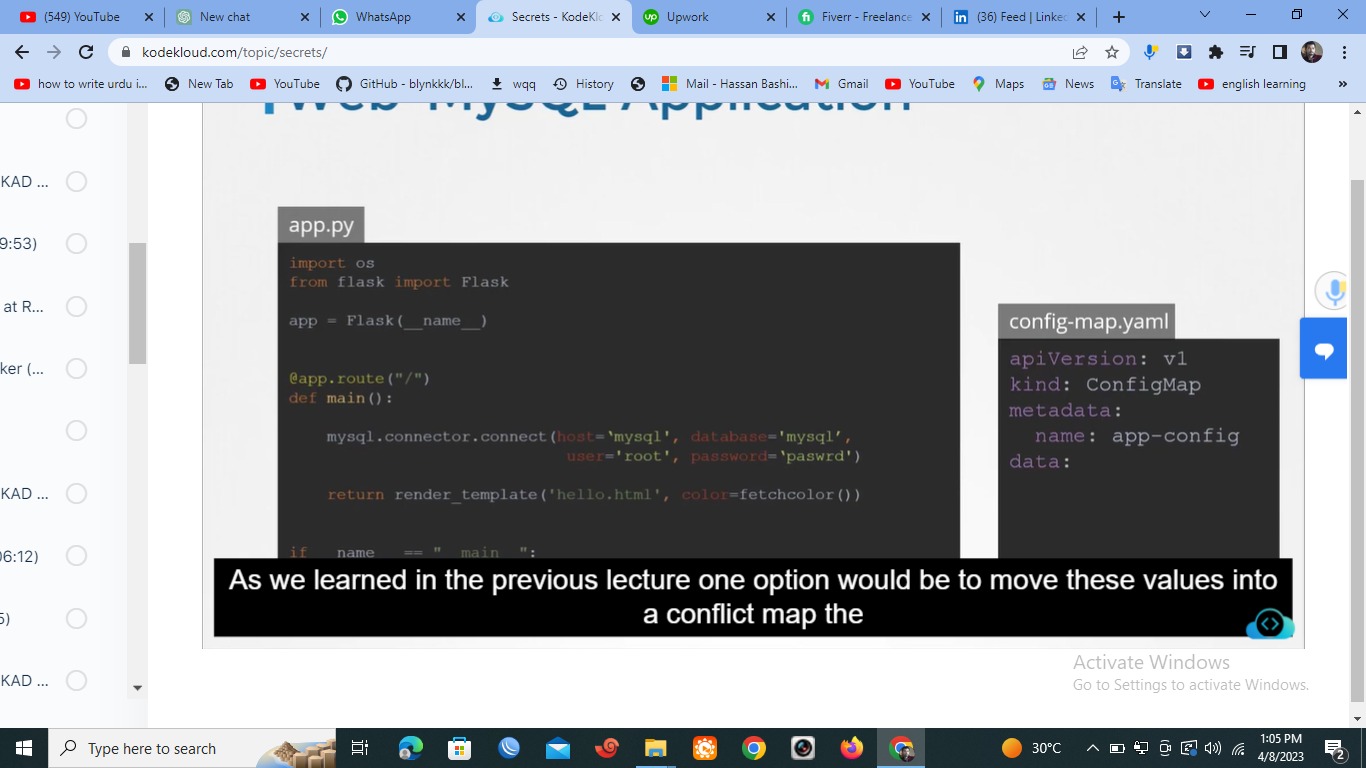 (549) YouTube
New chat
WhatsApp
Secrets - KodeKlo
Upwork
Fiverr - Freelance
(36) Feed | Linke
kodekloud.com/topic/secrets/
how to write urdu i...
New Tab
YouTube
GitHub - blynkkk/bl...
wqq
History
Mail - Hassan Bashi...
Gmail
YouTube
Maps
News
Translate
english learning
»
Web-MySQL Application
KAD ...
9:53)
at R...
ker (...
KAD ...
06:12)
5)
KAD ...
app.py
import os
from flask import Flask
app = Flask(__name__)
@app.route("/")
def main():
mysql.connector.connect(host='mysql', database='mysql',
user='root', password='paswrd')
return render_template('hello.html', color=fetchcolor())
if __name__ == "__main__":
config-map.yaml
apiVersion: v1
kind: ConfigMap
metadata:
name: app-config
data:
As we learned in the previous lecture one option would be to move these values into
a conflict map the
Activate Windows
Go to Settings to activate Windows.
Type here to search
30°C
1:05 PM
4/8/2023
2